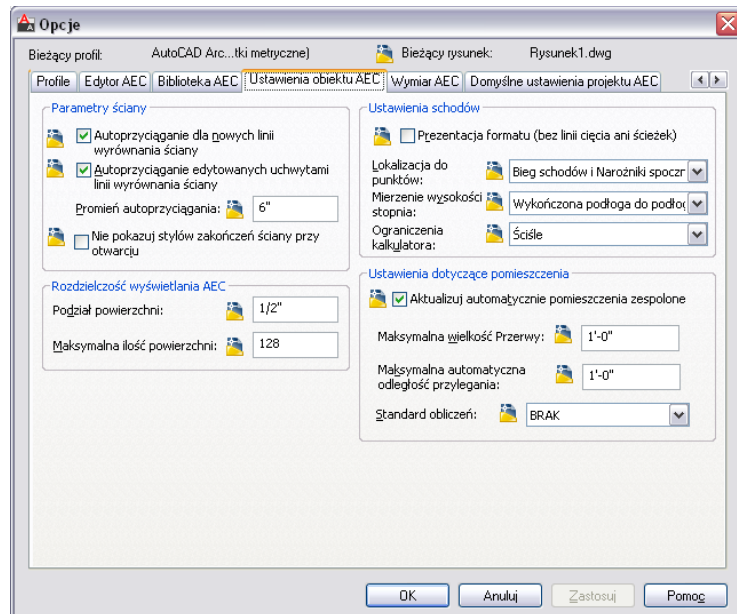 Opcje
Bieżący profil: AutoCAD Arc...tki metryczne) Bieżący rysunek: Rysunek1.dwg
Profile Edytor AEC Biblioteka AEC Ustawienia obiektu AEC Wymiar AEC Domyślne ustawienia projektu AEC
Parametry ściany
Autoprzyciąganie dla nowych linii
wyrównania ściany
Autoprzyciąganie edytowanych uchwytami
linii wyrównania ściany
Promień autoprzyciągania: 6"
Nie pokazuj stylów zakończeń ściany przy
otwarciu
Rozdzielczość wyświetlania AEC
Podział powierzchni: 1/2"
Maksymalna ilość powierzchni: 128
Ustawienia schodów
Prezentacja formatu (bez linii cięcia ani ścieżek)
Lokalizacja do
punktów: Bieg schodów i Narożniki spoczr
Mierzenie wysokości
stopnia: Wykończona podłoga do podłog
Ograniczenia
kalkulatora: Ściśle
Ustawienia dotyczące pomieszczenia
Aktualizuj automatycznie pomieszczenia zespolone
Maksymalna wielkość Przerwy: 1'-0"
Maksymalna automatyczna
odległość przylegania: 1'-0"
Standard obliczeń: BRAK
OK Anuluj Zastosuj Pomoc